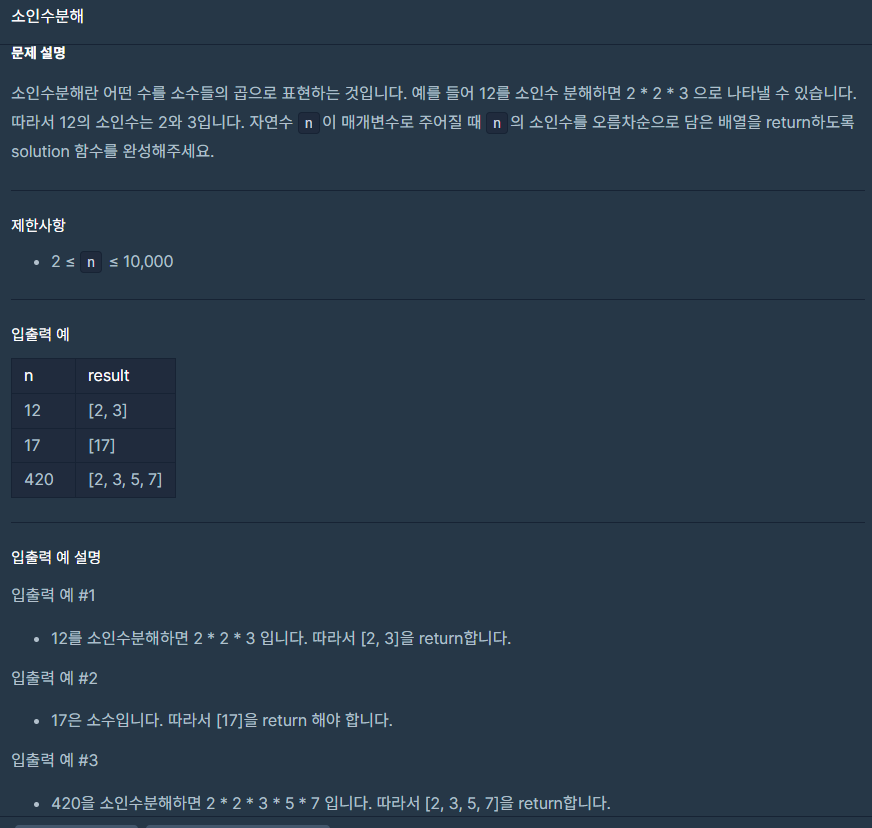 소인수분해
문제 설명
소인수분해란 어떤 수를 소수들의 곱으로 표현하는 것입니다. 예를 들어 12를 소인수 분해하면 2 * 2 * 3 으로 나타낼 수 있습니다.
따라서 12의 소인수는 2와 3입니다. 자연수 n이 매개변수로 주어질 때 n의 소인수를 오름차순으로 담은 배열을 return하도록
solution 함수를 완성해주세요.
제한사항
• 2 ≤ n ≤ 10,000
입출력 예
n result
12 [2, 3]
17 [17]
420 [2, 3, 5, 7]
입출력 예 설명
입출력 예 #1
• 12를 소인수분해하면 2 * 2 * 3 입니다. 따라서 [2, 3]을 return합니다.
입출력 예 #2
• 17은 소수입니다. 따라서 [17]을 return 해야 합니다.
입출력 예 #3
• 420을 소인수분해하면 2 * 2 * 3 * 5 * 7 입니다. 따라서 [2, 3, 5, 7]을 return합니다.